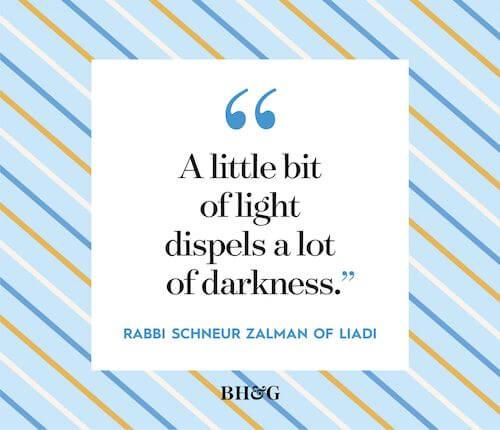 “
A little bit
of light
dispels a lot
of darkness.”
RABBI SCHNEUR ZALMAN OF LIADI
BH&G